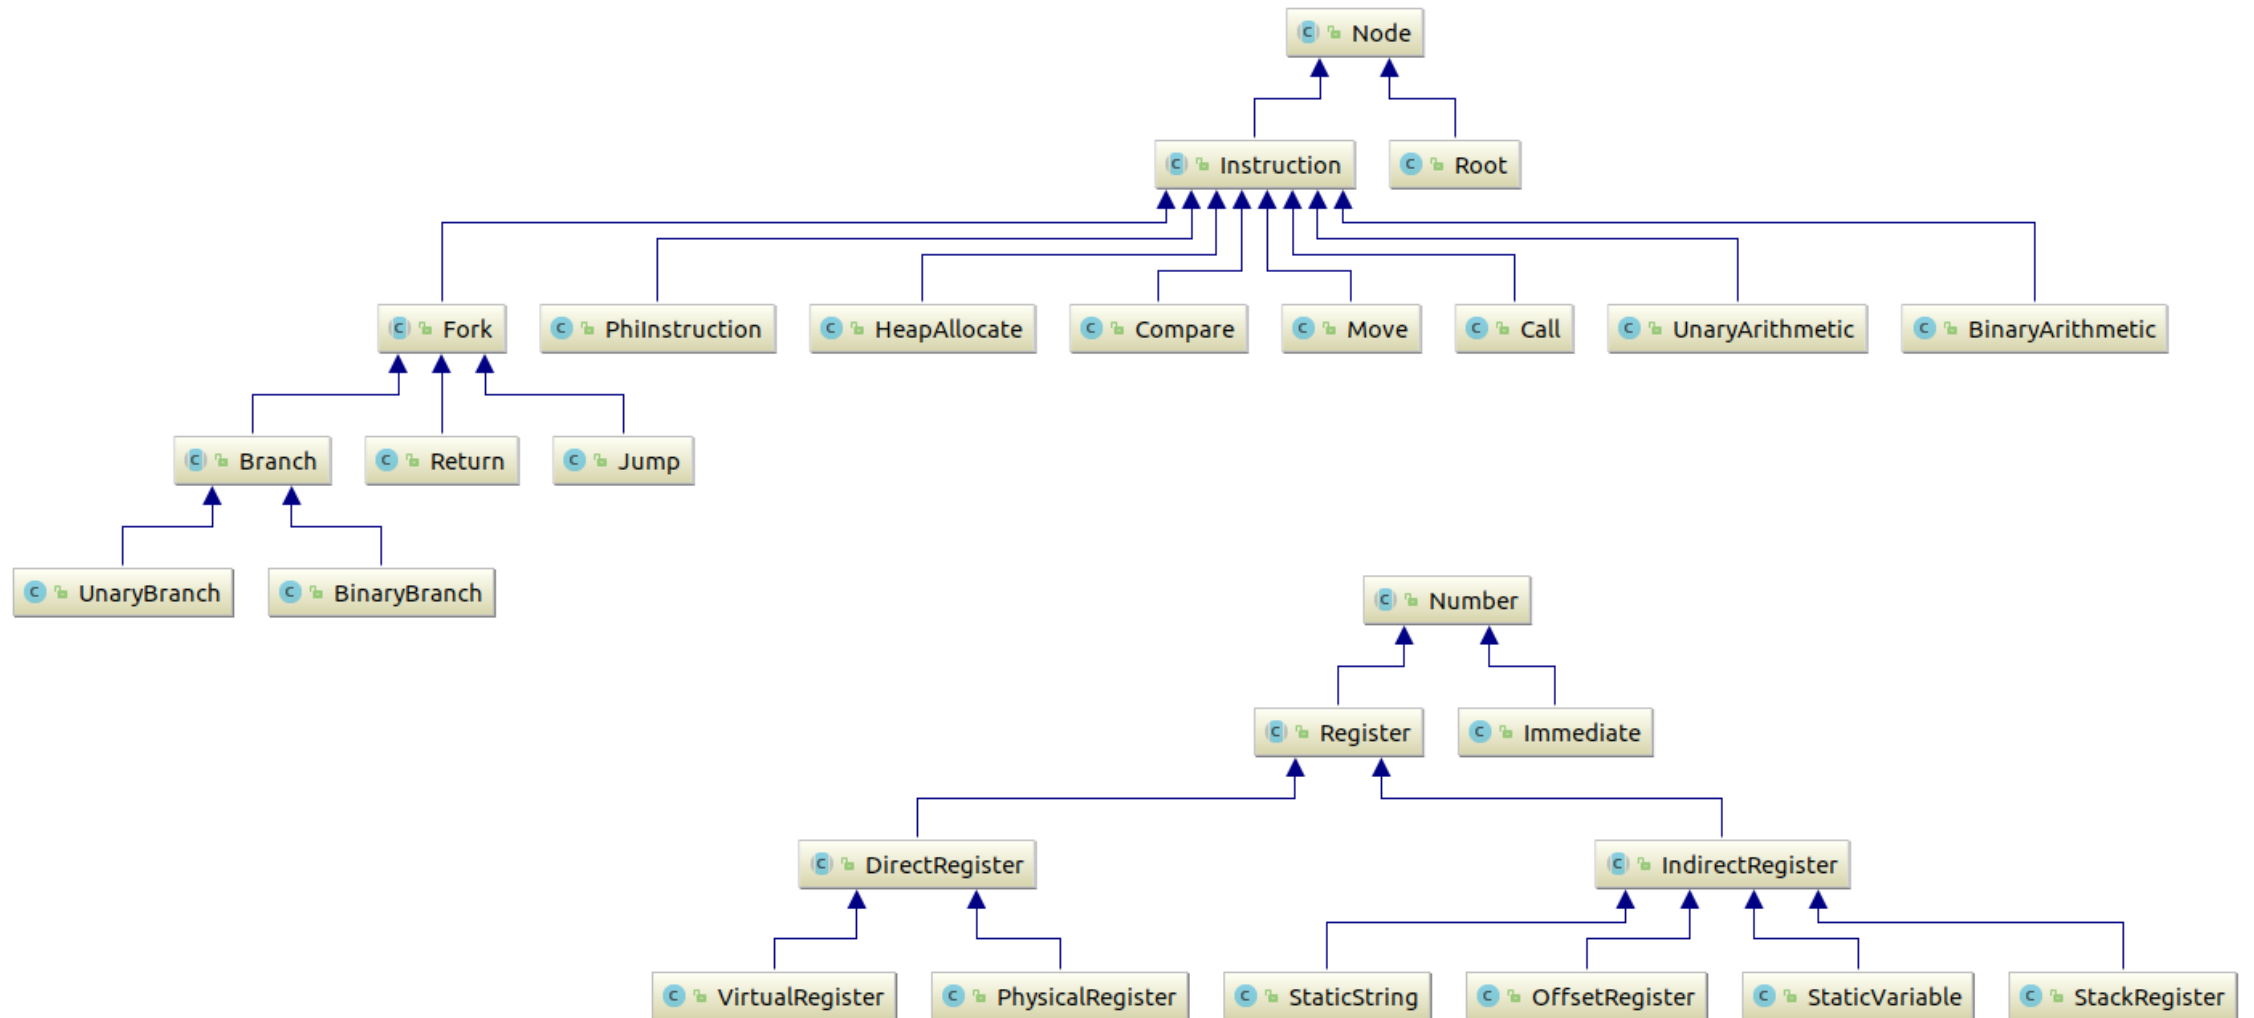 C Node
C Instruction
C Root
C Fork
C PhiInstruction
C HeapAllocate
C Compare
C Move
C Call
C UnaryArithmetic
C BinaryArithmetic
C Branch
C Return
C Jump
C UnaryBranch
C BinaryBranch
C Number
C Register
C Immediate
C DirectRegister
C IndirectRegister
C VirtualRegister
C PhysicalRegister
C StaticString
C OffsetRegister
C StaticVariable
C StackRegister